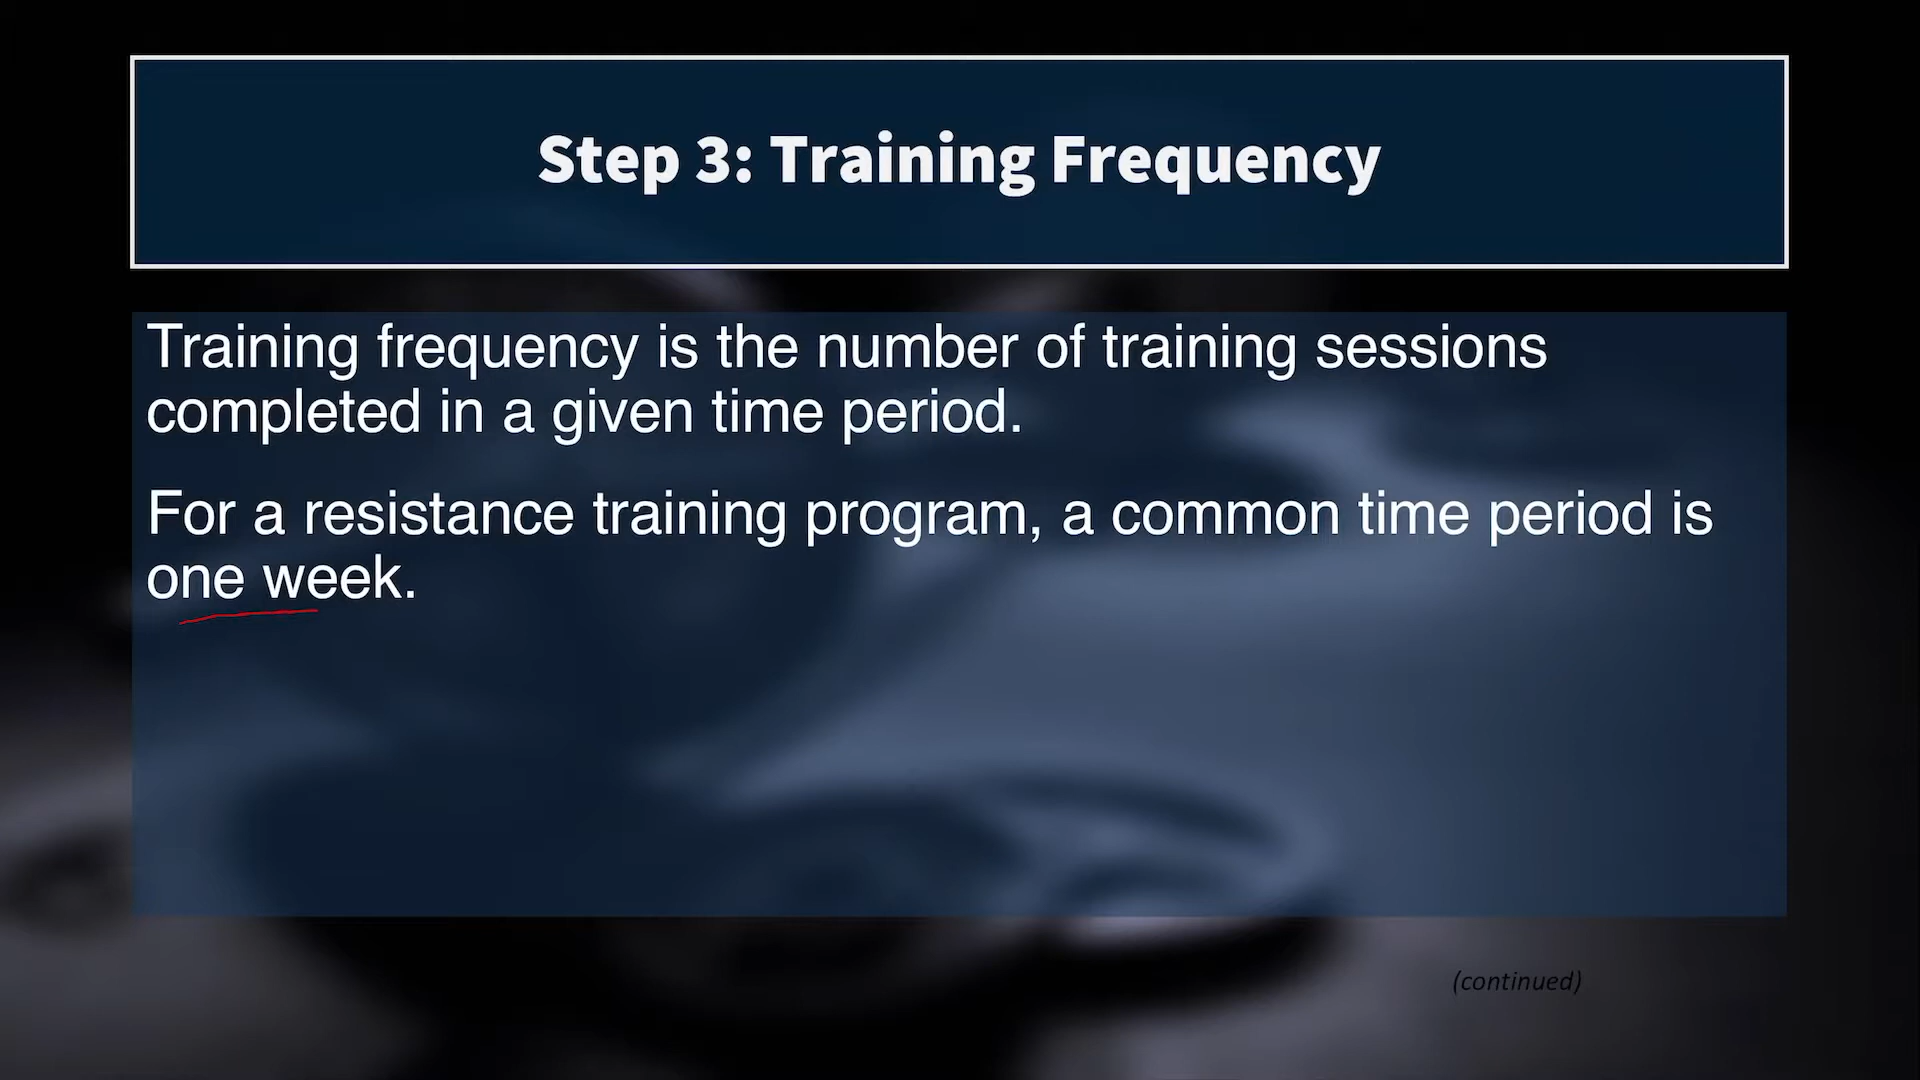 Step 3: Training Frequency
Training frequency is the number of training sessions
completed in a given time period.
For a resistance training program, a common time period is
one week.
(continued)